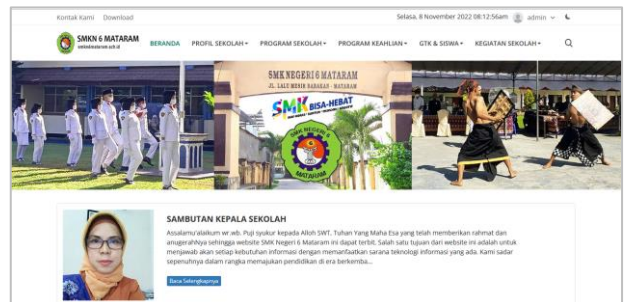 Kontak Kami Download
Selasa, 8 November 2022 08:12:56am admin
SMKN 6 MATARAM
BERANDA PROFIL SEKOLAH PROGRAM SEKOLAH PROGRAM KEAHLIAN GTK & SISWA KEGIATAN SEKOLAH
SMK NEGERI 6 MATARAM
JL. LALU MESIR BABAKAN - MATARAM
SMK BISA-HEBAT
SMK NEGERI 6
MATARAM
SAMBUTAN KEPALA SEKOLAH
Assalamu'alaikum wr.wb. Puji syukur kepada Alloh SWT, Tuhan Yang Maha Esa yang telah memberikan rahmat dan
anugerahNya sehingga website SMK Negeri 6 Mataram ini dapat terbit. Salah satu tujuan dari website ini adalah untuk
menjawab akan setiap kebutuhan informasi dengan memanfaatkan sarana teknologi informasi yang ada. Kami sadar
sepenuhnya dalam rangka memajukan pendidikan di era berkemba...
Baca Selengkapnya